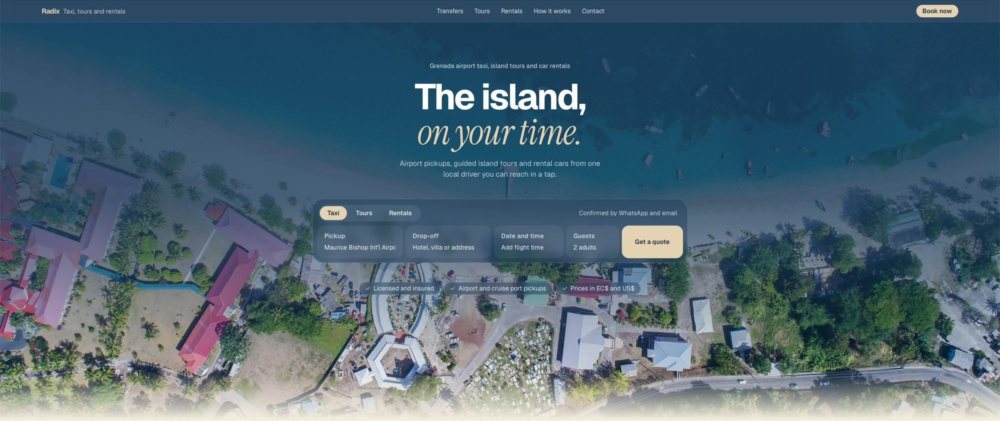 Radix Taxi, tours and rentals
Transfers Tours Rentals How it works Contact
Book now
Grenada airport taxi, island tours and car rentals
The island,
on your time.
Airport pickups, guided island tours and rental cars from one
local driver you can reach in a tap.
Taxi Tours Rentals
Confirmed by WhatsApp and email
Pickup
Maurice Bishop Int'l Airpo
Drop-off
Hotel, villa or address
Date and time
Add flight time
Guests
2 adults
Get a quote
✓ Licensed and insured
✓ Airport and cruise port pickups
✓ Prices in EC$ and US$